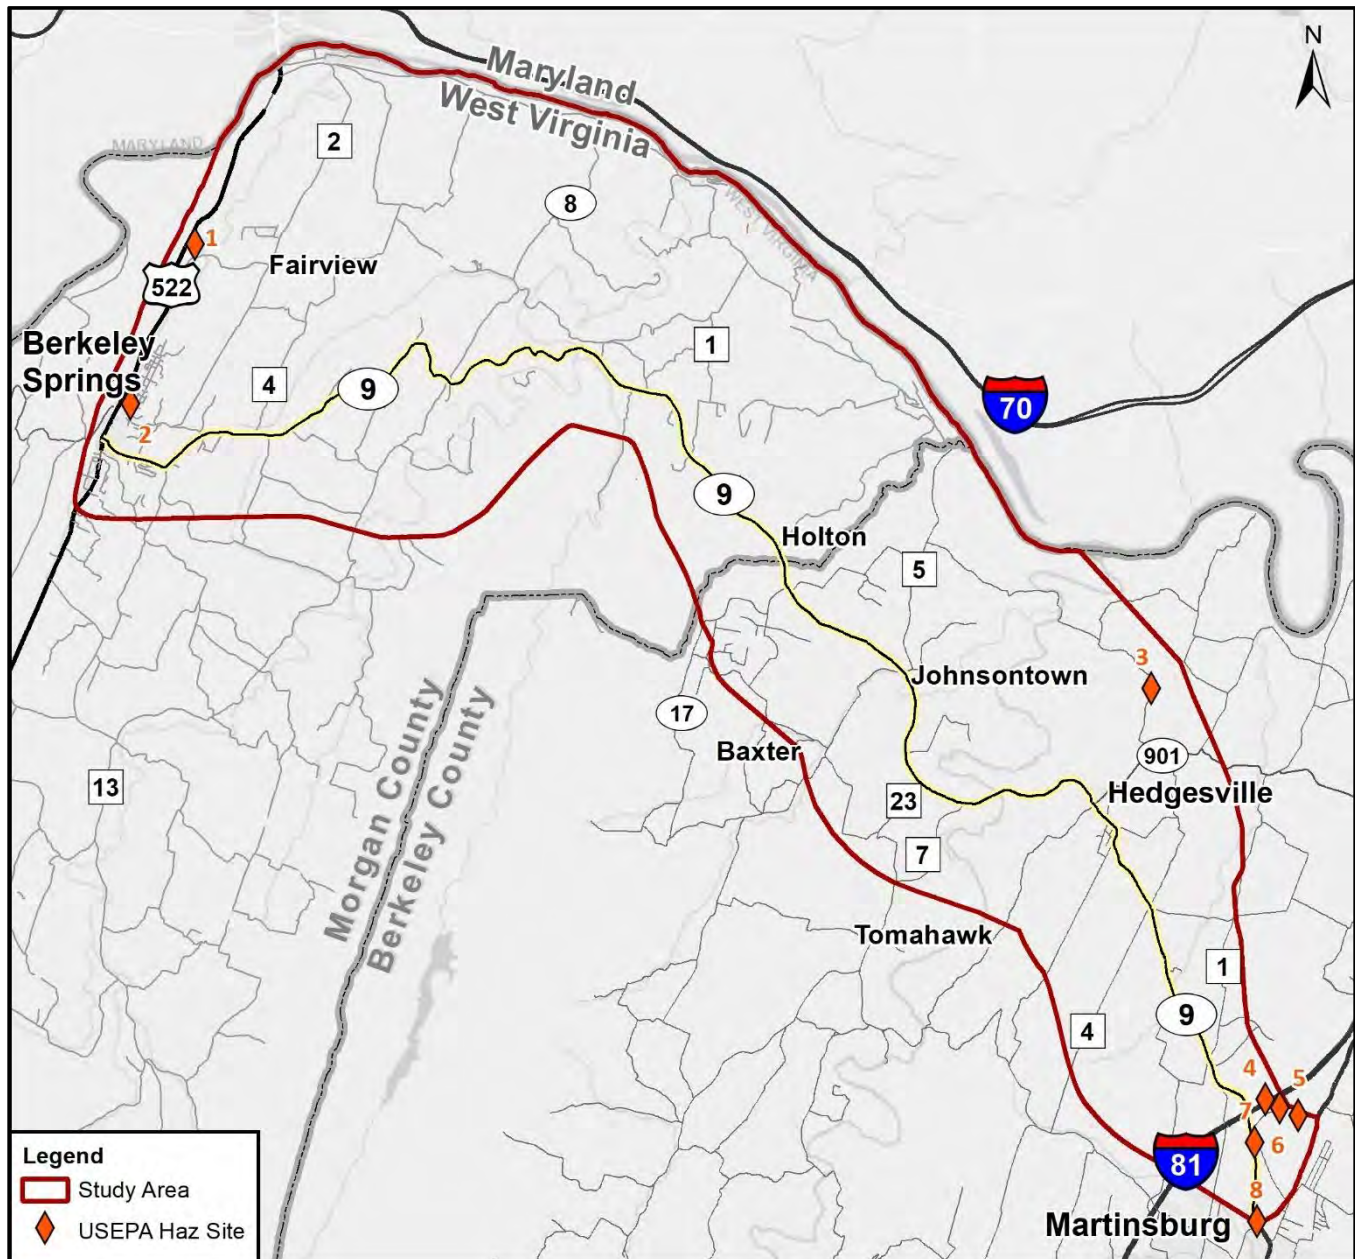 N
Maryland
West Virginia
MARYLAND
WEST VIRGINIA
2
8
1
Fairview
522
Berkeley
Springs
1
4
9
2
70
9
Holton
5
3
Johnsontown
17
Baxter
901
13
23
Hedgesville
7
Morgan County
Berkeley County
Tomahawk
1
9
4
4
5
7
6
81
8
Martinsburg
Legend
Study Area
USEPA Haz Site